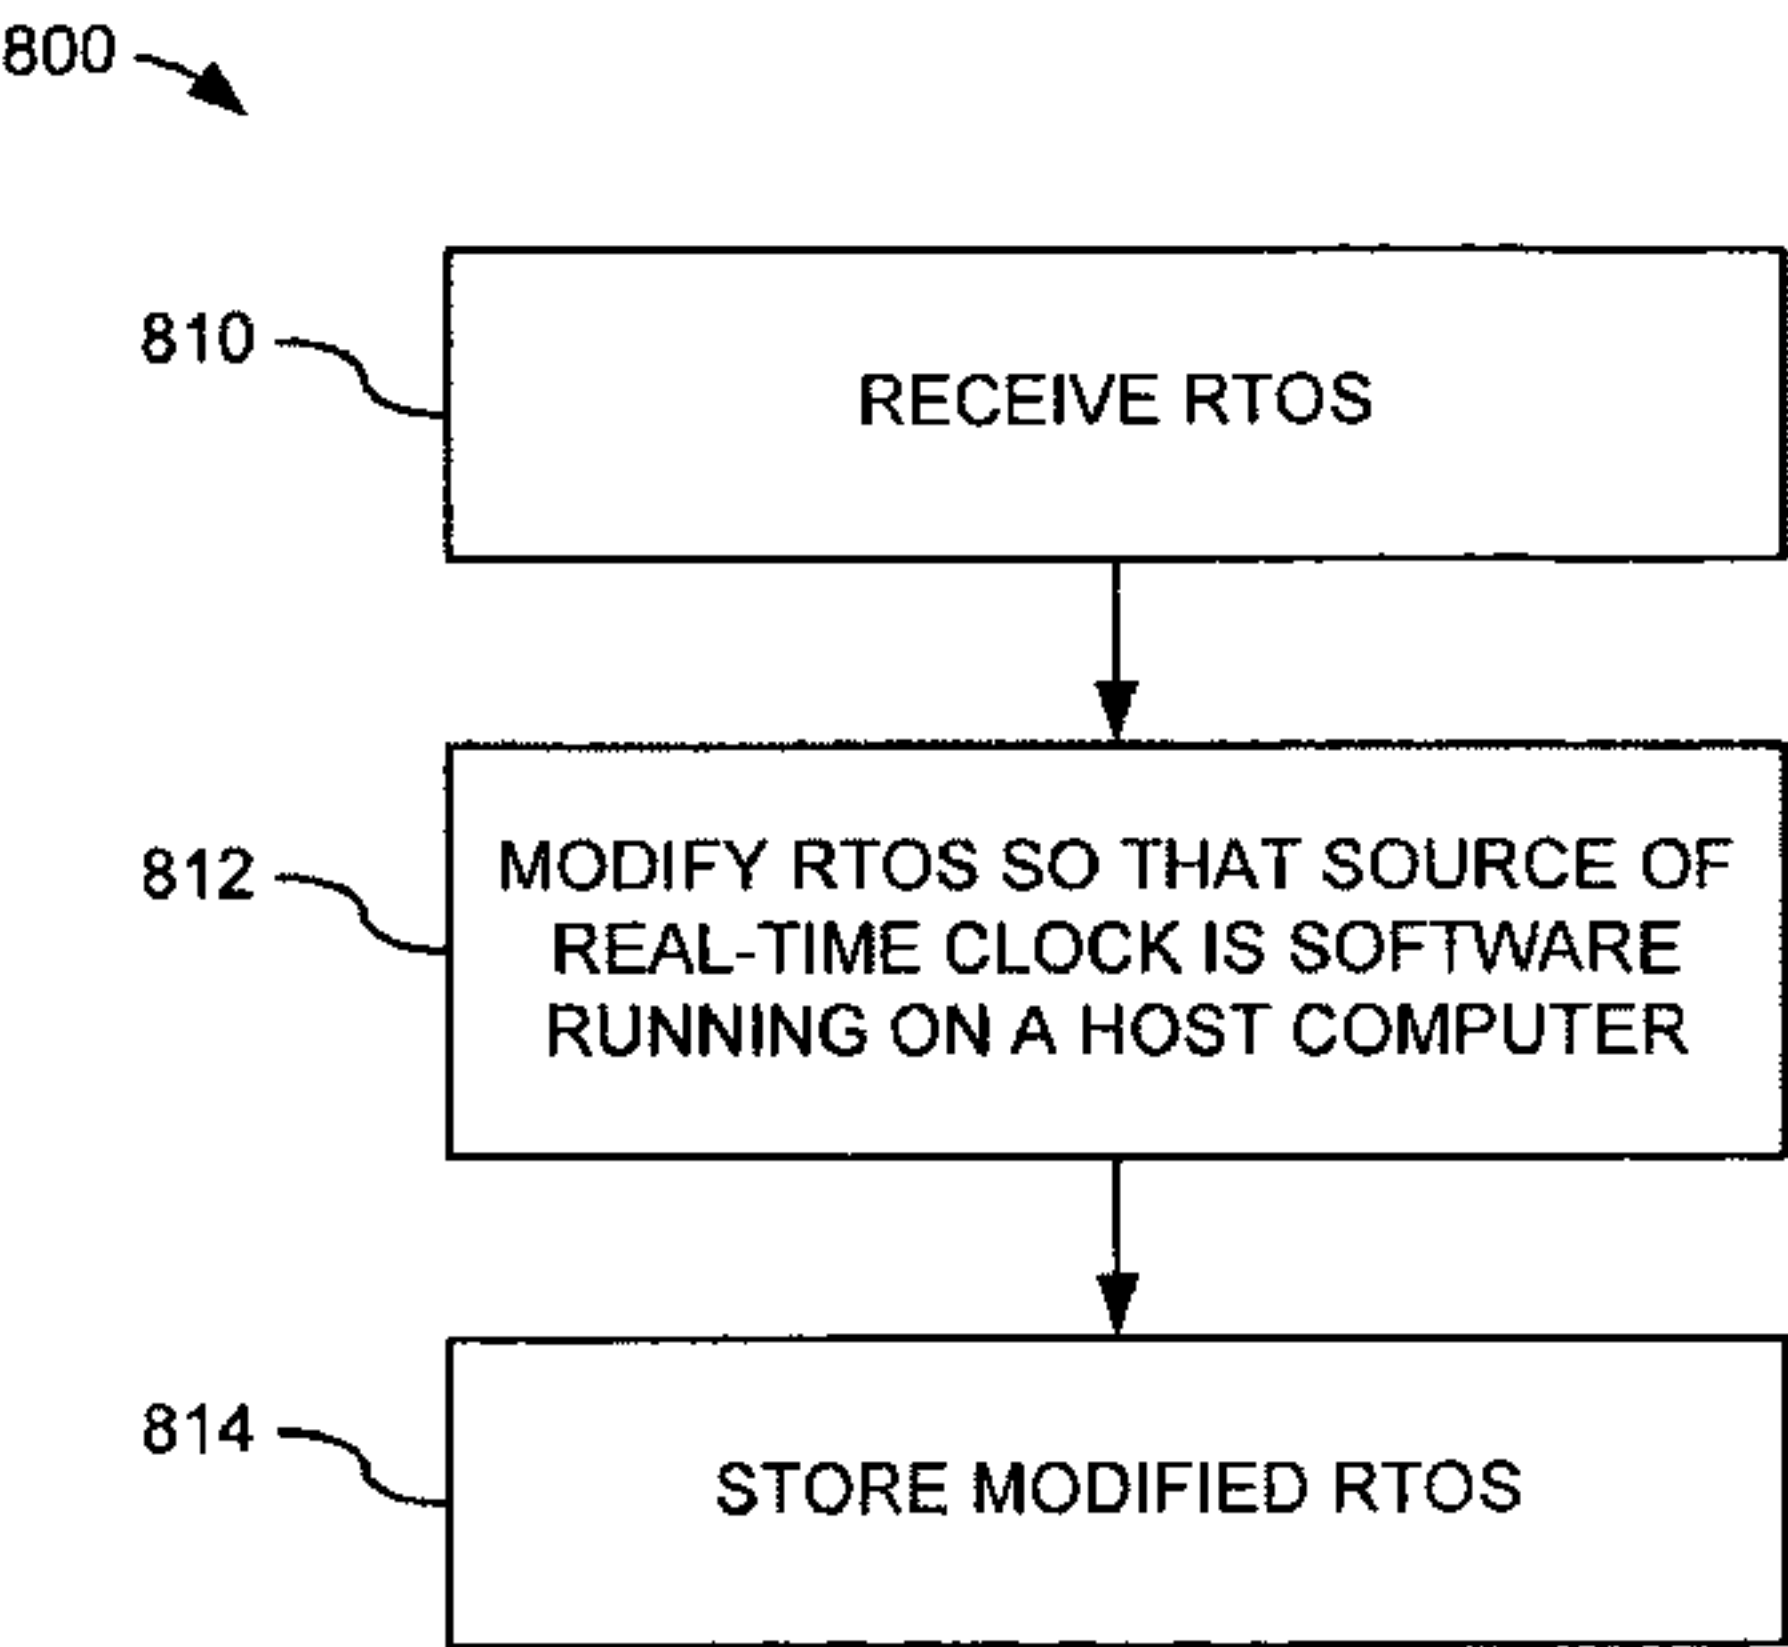 800
810
RECEIVE RTOS
812
MODIFY RTOS SO THAT SOURCE OF
REAL-TIME CLOCK IS SOFTWARE
RUNNING ON A HOST COMPUTER
814
STORE MODIFIED RTOS